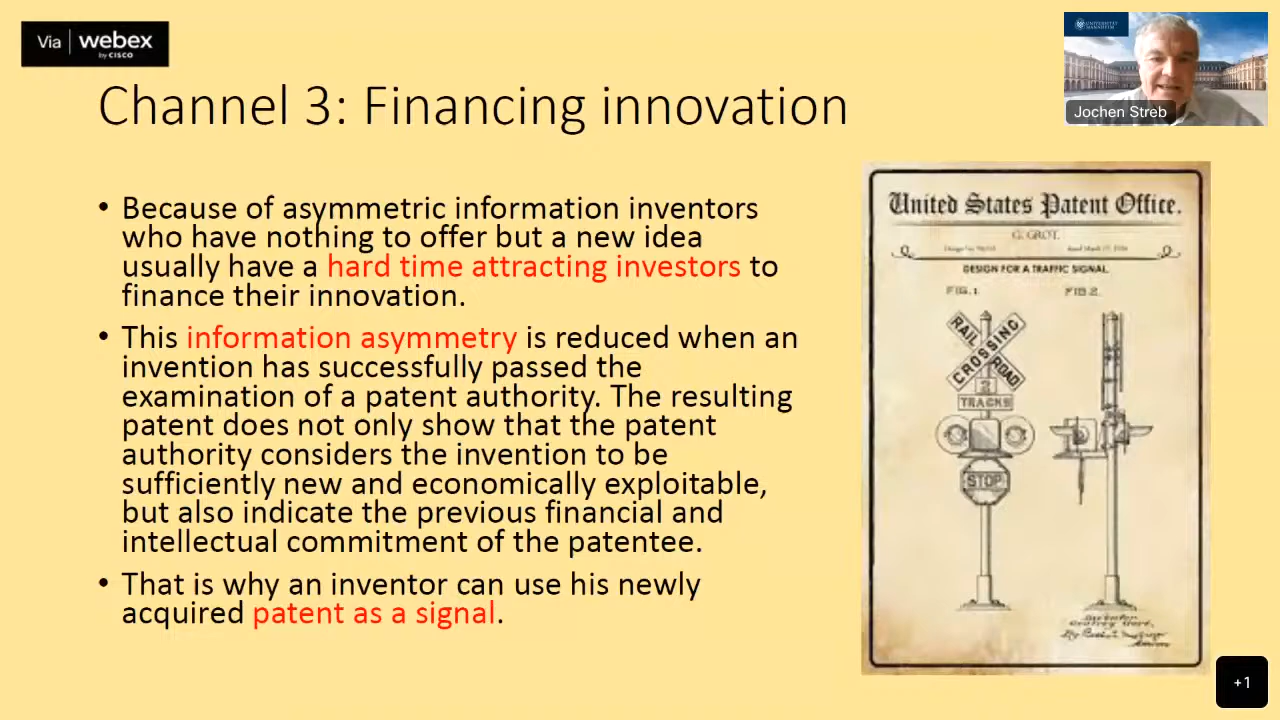 Via | webex
by CISCO
UNIVERSITÄT
MANNHEIM
Jochen Streb
Channel 3: Financing innovation
• Because of asymmetric information inventors
who have nothing to offer but a new idea
usually have a hard time attracting investors to
finance their innovation.
• This information asymmetry is reduced when an
invention has successfully passed the
examination of a patent authority. The resulting
patent does not only show that the patent
authority considers the invention to be
sufficiently new and economically exploitable,
but also indicate the previous financial and
intellectual commitment of the patentee.
• That is why an inventor can use his newly
acquired patent as a signal.
United States Patent Office.
G. GROT.
DESIGN FOR A TRAFFIC SIGNAL.
FIG. 1.
FIG. 2.
RAIL ROAD
CROSSING
2
TRACKS
STOP
+1